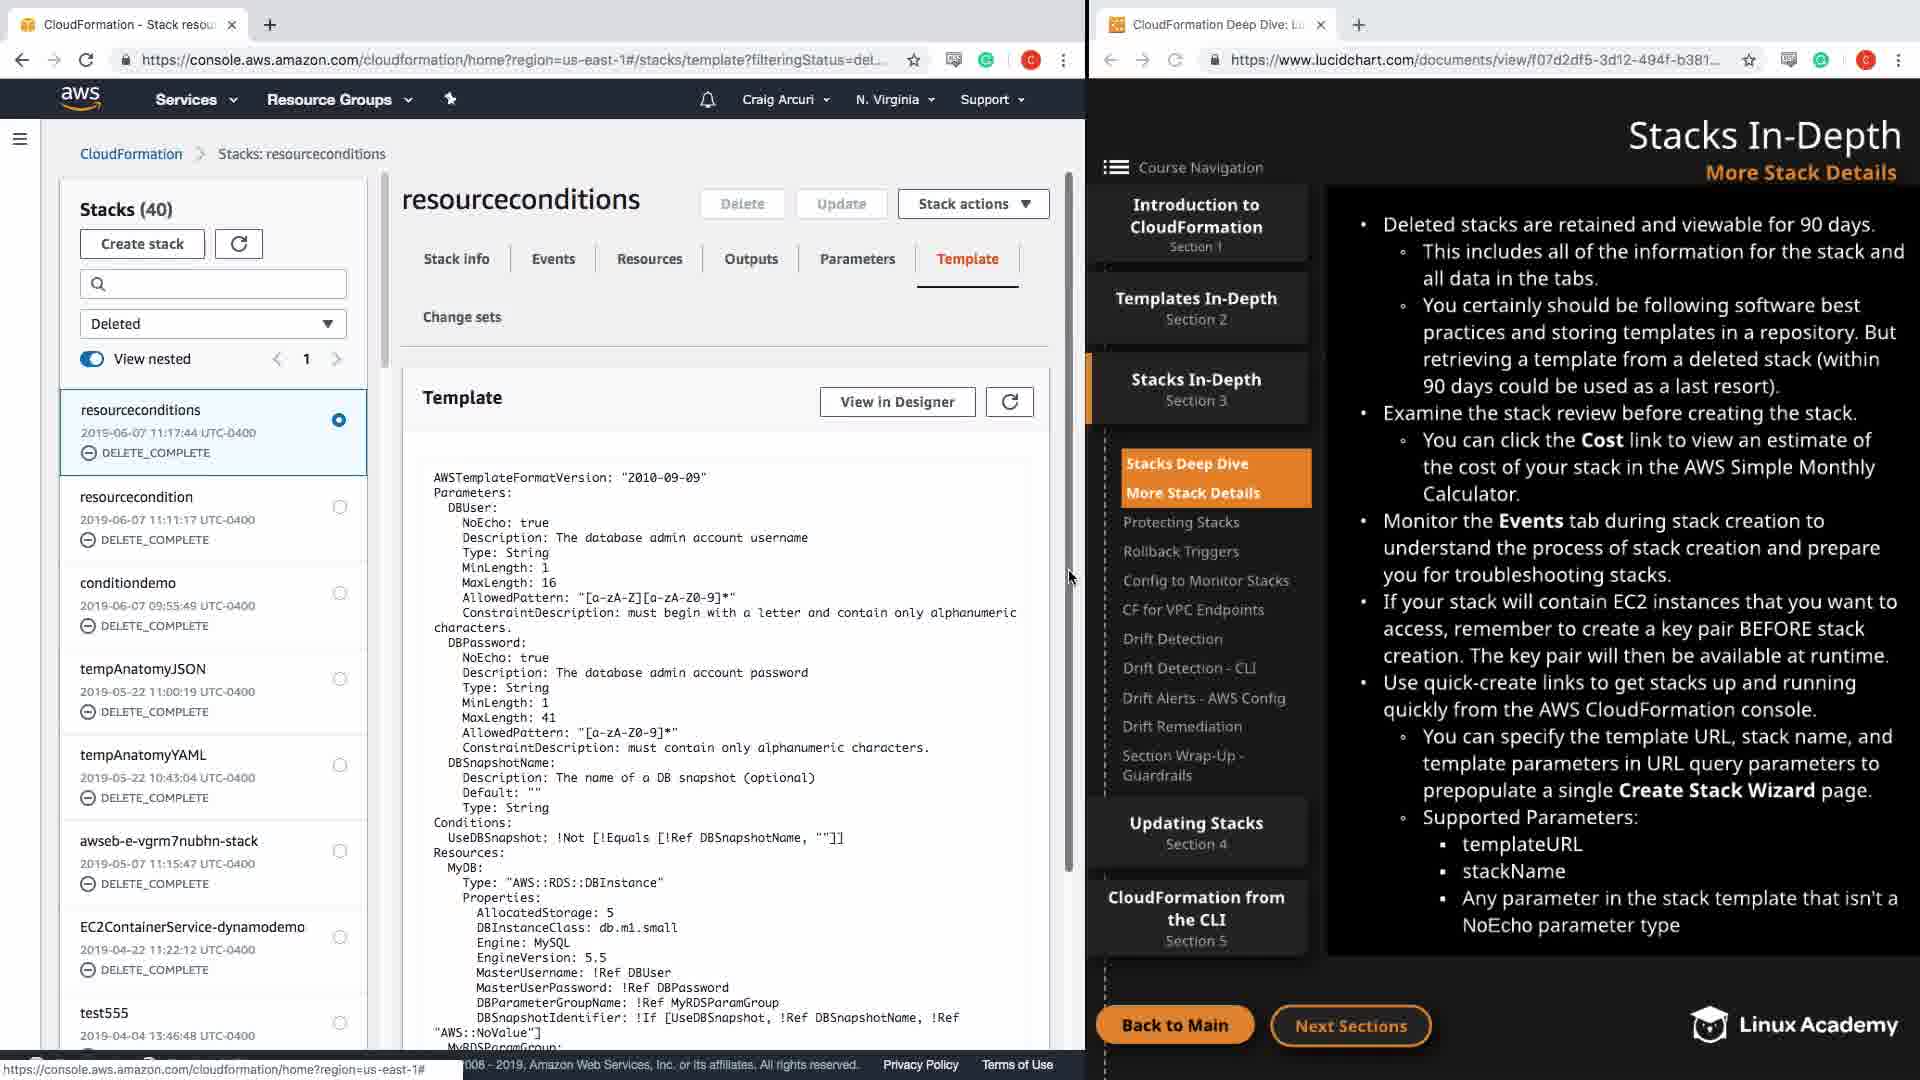 CloudFormation - Stack resou
https://console.aws.amazon.com/cloudformation/home?region=us-east-1#/stacks/template?filteringStatus=del...
C
aws
Services
Resource Groups
Craig Arcuri
N. Virginia
Support
CloudFormation
Stacks: resourceconditions
Stacks (40)
Create stack
Deleted
View nested
1
resourceconditions
2019-06-07 11:17:44 UTC-0400
DELETE_COMPLETE
resourcecondition
2019-06-07 11:11:17 UTC-0400
DELETE_COMPLETE
conditiondemo
2019-06-07 09:55:49 UTC-0400
DELETE_COMPLETE
tempAnatomyJSON
2019-05-22 11:00:19 UTC-0400
DELETE_COMPLETE
tempAnatomyYAML
2019-05-22 10:43:04 UTC-0400
DELETE_COMPLETE
awseb-e-vgrm7nubhn-stack
2019-05-07 11:15:47 UTC-0400
DELETE_COMPLETE
EC2ContainerService-dynamodemo
2019-04-22 11:22:12 UTC-0400
DELETE_COMPLETE
test555
2019-04-04 13:46:48 UTC-0400
resourceconditions
Delete
Update
Stack actions
Stack info
Events
Resources
Outputs
Parameters
Template
Change sets
Template
View in Designer
AWSTemplateFormatVersion: "2010-09-09"
Parameters:
DBUser:
NoEcho: true
Description: The database admin account username
Type: String
MinLength: 1
MaxLength: 16
AllowedPattern: "[a-zA-Z][a-zA-Z0-9]*"
ConstraintDescription: must begin with a letter and contain only alphanumeric
characters.
DBPassword:
NoEcho: true
Description: The database admin account password
Type: String
MinLength: 1
MaxLength: 41
AllowedPattern: "[a-zA-Z0-9]*"
ConstraintDescription: must contain only alphanumeric characters.
DBSnapshotName:
Description: The name of a DB snapshot (optional)
Default: ""
Type: String
Conditions:
UseDBSnapshot: !Not [!Equals [!Ref DBSnapshotName, ""]]
Resources:
MyDB:
Type: "AWS::RDS::DBInstance"
Properties:
AllocatedStorage: 5
DBInstanceClass: db.m1.small
Engine: MySQL
EngineVersion: 5.5
MasterUsername: !Ref DBUser
MasterUserPassword: !Ref DBPassword
DBParameterGroupName: !Ref MyRDSParamGroup
DBSnapshotIdentifier: !If [UseDBSnapshot, !Ref DBSnapshotName, !Ref
"AWS::NoValue"]
MyRDSParamGroup:
https://console.aws.amazon.com/cloudformation/home?region=us-east-1#
2019, Amazon Web Services, Inc. or its affiliates. All rights reserved.
Privacy Policy
Terms of Use
CloudFormation Deep Dive: Lu
https://www.lucidchart.com/documents/view/f07d2df5-3d12-494f-b381...
C
Stacks In-Depth
More Stack Details
Course Navigation
Introduction to
CloudFormation
Section 1
Templates In-Depth
Section 2
Stacks In-Depth
Section 3
Stacks Deep Dive
More Stack Details
Protecting Stacks
Rollback Triggers
Config to Monitor Stacks
CF for VPC Endpoints
Drift Detection
Drift Detection - CLI
Drift Alerts - AWS Config
Drift Remediation
Section Wrap-Up -
Guardrails
Updating Stacks
Section 4
CloudFormation from
the CLI
Section 5
• Deleted stacks are retained and viewable for 90 days.
◦ This includes all of the information for the stack and
all data in the tabs.
◦ You certainly should be following software best
practices and storing templates in a repository. But
retrieving a template from a deleted stack (within
90 days could be used as a last resort).
• Examine the stack review before creating the stack.
◦ You can click the Cost link to view an estimate of
the cost of your stack in the AWS Simple Monthly
Calculator.
• Monitor the Events tab during stack creation to
understand the process of stack creation and prepare
you for troubleshooting stacks.
• If your stack will contain EC2 instances that you want to
access, remember to create a key pair BEFORE stack
creation. The key pair will then be available at runtime.
• Use quick-create links to get stacks up and running
quickly from the AWS CloudFormation console.
◦ You can specify the template URL, stack name, and
template parameters in URL query parameters to
prepopulate a single Create Stack Wizard page.
◦ Supported Parameters:
▪ templateURL
▪ stackName
▪ Any parameter in the stack template that isn't a
NoEcho parameter type
Back to Main
Next Sections
Linux Academy